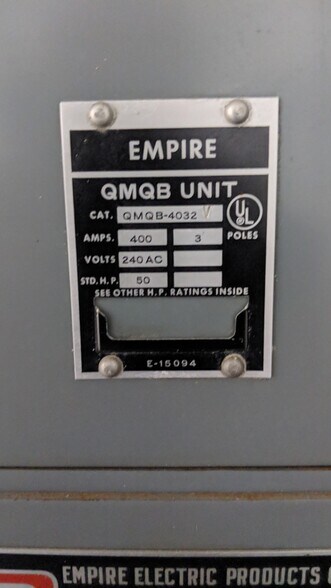 EMPIRE
QMQB UNIT
CAT. QMQB-4032 V
UL
AMPS. 400 3 POLES
VOLTS 240 AC
STD. H. P. 50
SEE OTHER H.P. RATINGS INSIDE
E-15094
EMPIRE ELECTRIC PRODUCTS